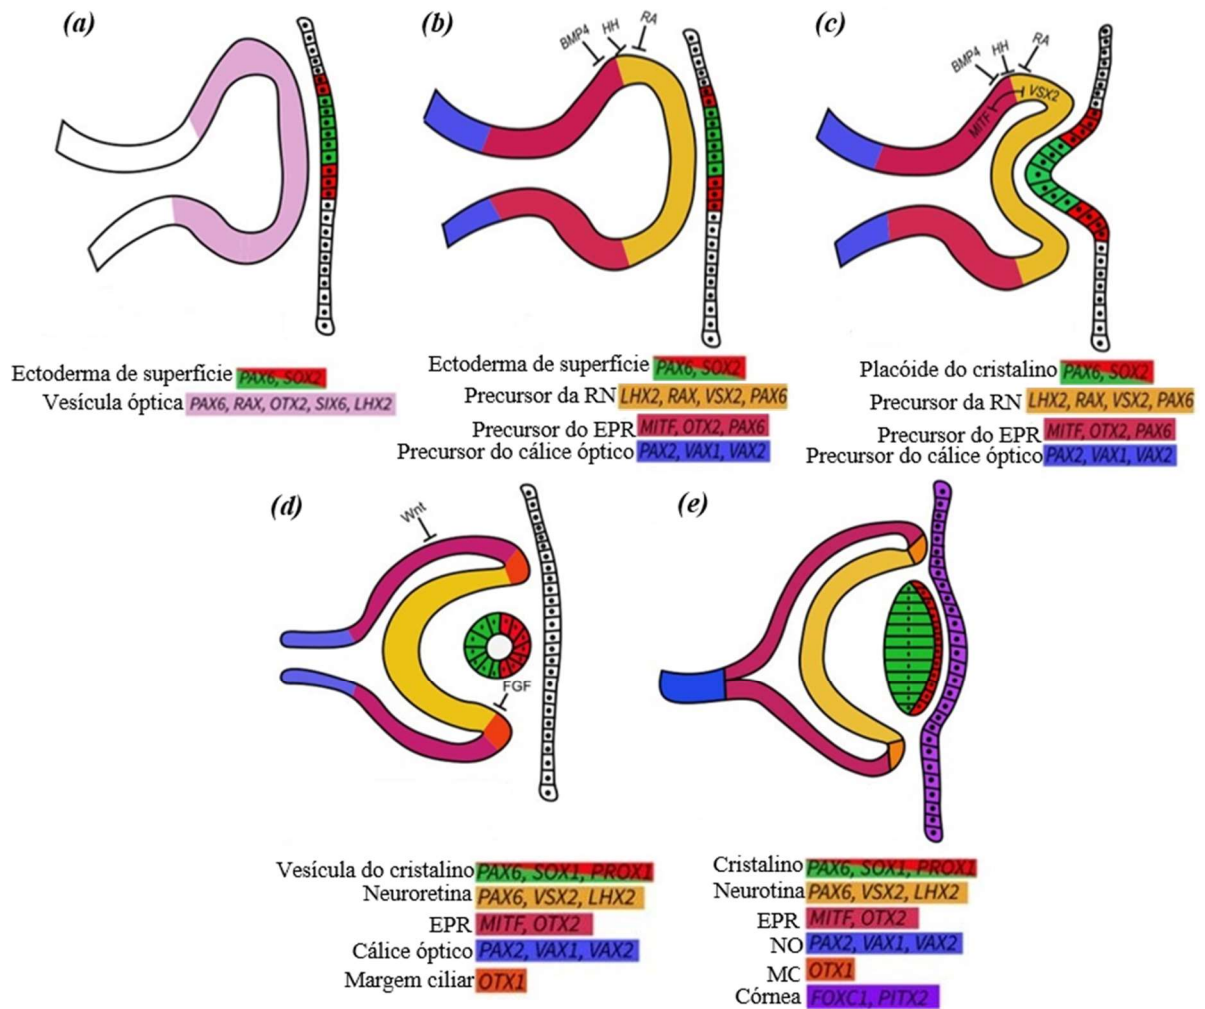 (a)
(b)
(c)
BMP4
HH
RA
BMP4
HH
RA
MITF
VSX2
Ectoderma de superfície PAX6, SOX2
Vesícula óptica PAX6, RAX, OTX2, SIX6, LHX2
Ectoderma de superfície PAX6, SOX2
Precursor da RN LHX2, RAX, VSX2, PAX6
Precursor do EPR MITF, OTX2, PAX6
Precursor do cálice óptico PAX2, VAX1, VAX2
Placóide do cristalino PAX6, SOX2
Precursor da RN LHX2, RAX, VSX2, PAX6
Precursor do EPR MITF, OTX2, PAX6
Precursor do cálice óptico PAX2, VAX1, VAX2
(d)
(e)
Wnt
FGF
Vesícula do cristalino PAX6, SOX1, PROX1
Neuroretina PAX6, VSX2, LHX2
EPR MITF, OTX2
Cálice óptico PAX2, VAX1, VAX2
Margem ciliar OTX1
Cristalino PAX6, SOX1, PROX1
Neurotina PAX6, VSX2, LHX2
EPR MITF, OTX2
NO PAX2, VAX1, VAX2
MC OTX1
Córnea FOXC1, PITX2